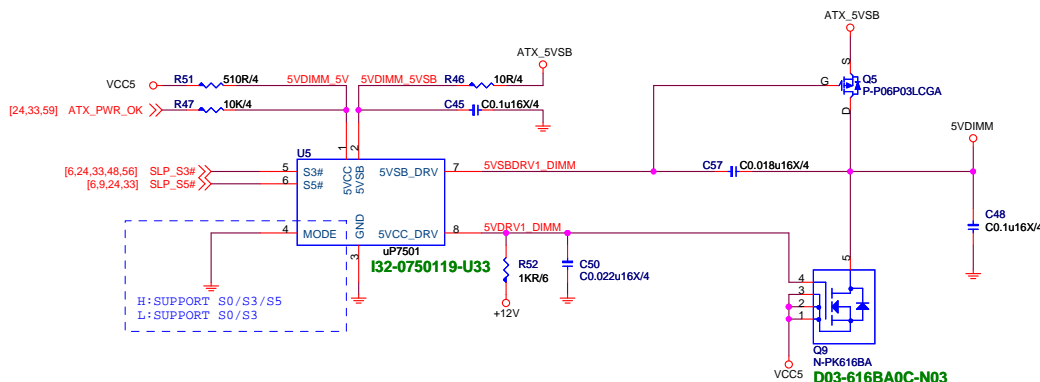 ATX_5VSB
ATX_5VSB
VCC5
R51
510R/4
5VDIMM_5V
5VDIMM_5VSB
R46
10R/4
S
G
Q5
P-P06P03LCGA
D
[24,33,59] ATX_PWR_OK
R47
10K/4
C45
C0.1u16X/4
5VDIMM
1
2
U5
[6,24,33,48,56] SLP_S3#
5
S3#
5VCC
5VSB
5VSB_DRV
7
5VSBDRV1_DIMM
C57
C0.018u16X/4
[6,9,24,33] SLP_S5#
6
S5#
4
MODE
GND
5VCC_DRV
8
5VDRV1_DIMM
C48
C0.1u16X/4
3
uP7501
I32-0750119-U33
R52
1KR/6
C50
C0.022u16X/4
5
4
3
2
1
H:SUPPORT S0/S3/S5
L:SUPPORT S0/S3
+12V
VCC5
Q9
N-PK616BA
D03-616BA0C-N03